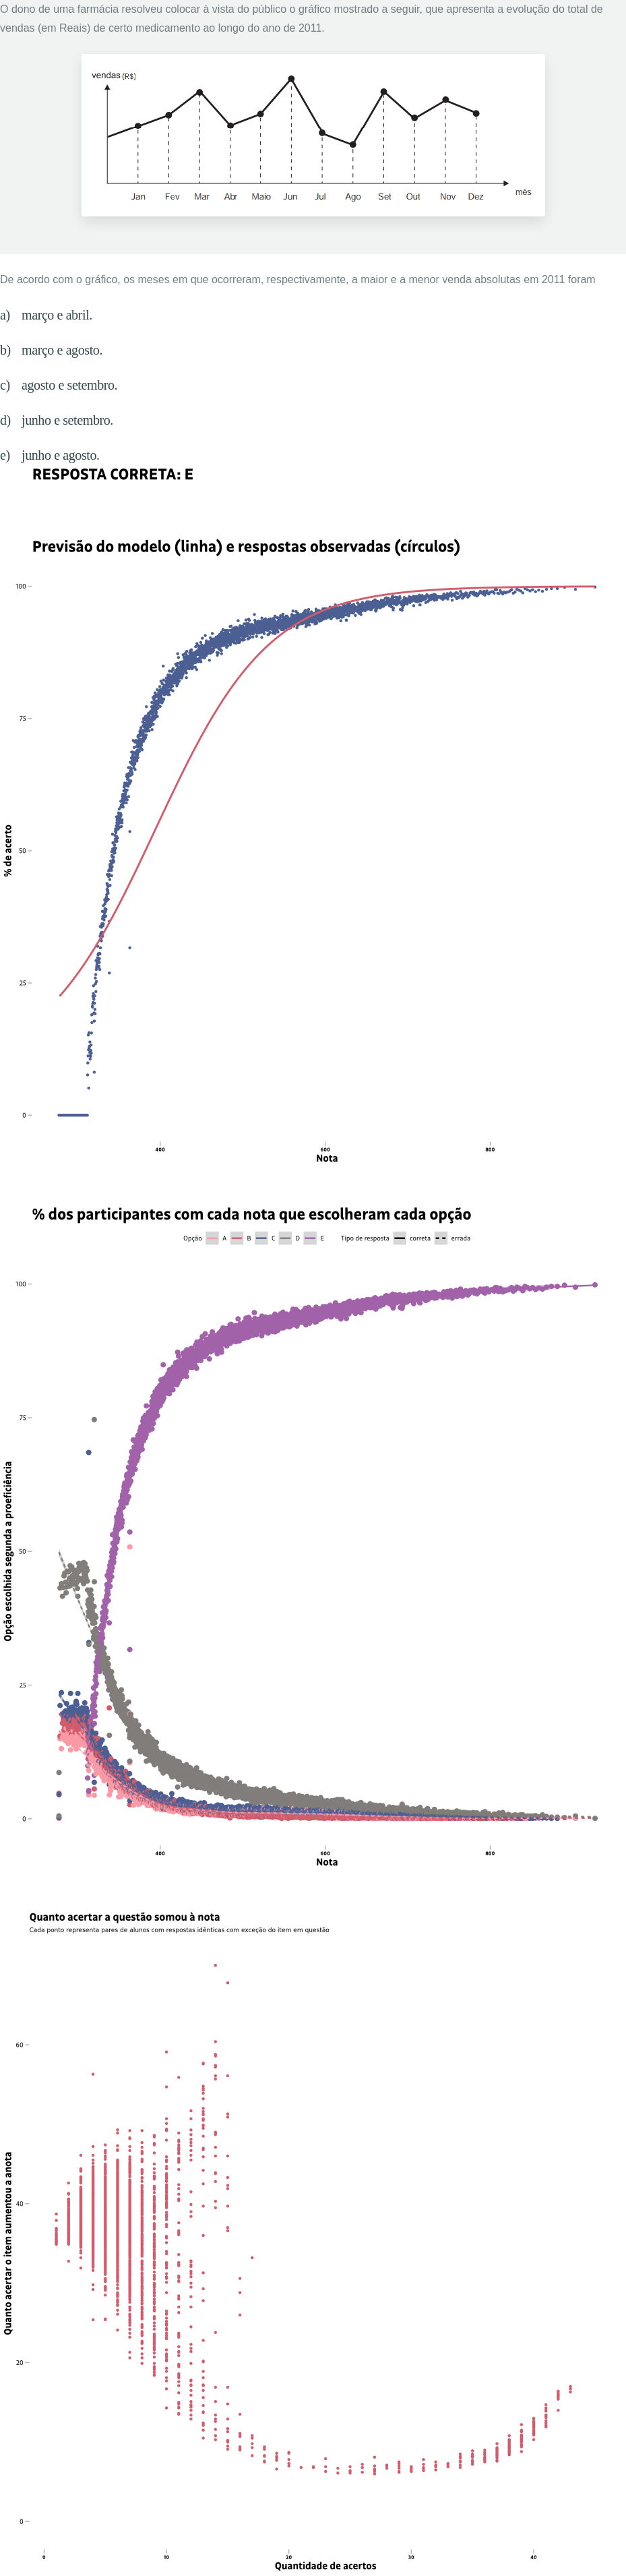 O dono de uma farmácia resolveu colocar à vista do público o gráfico mostrado a seguir, que apresenta a evolução do total de
vendas (em Reais) de certo medicamento ao longo do ano de 2011.
vendas (R$)
mês
Jan Fev Mar Abr Maio Jun Jul Ago Set Out Nov Dez
De acordo com o gráfico, os meses em que ocorreram, respectivamente, a maior e a menor venda absolutas em 2011 foram
a) março e abril.
b) março e agosto.
c) agosto e setembro.
d) junho e setembro.
e) junho e agosto.
RESPOSTA CORRETA: E
Previsão do modelo (linha) e respostas observadas (círculos)
% de acerto
100
75
50
25
0
400 600 800
Nota
% dos participantes com cada nota que escolheram cada opção
Opção A B C D E Tipo de resposta correta errada
Opção escolhida segunda a proeficiência
100
75
50
25
0
400 600 800
Nota
Quanto acertar a questão somou à nota
Cada ponto representa pares de alunos com respostas idênticas com exceção do item em questão
Quanto acertar o item aumentou a anota
60
40
20
0
0 10 20 30 40
Quantidade de acertos